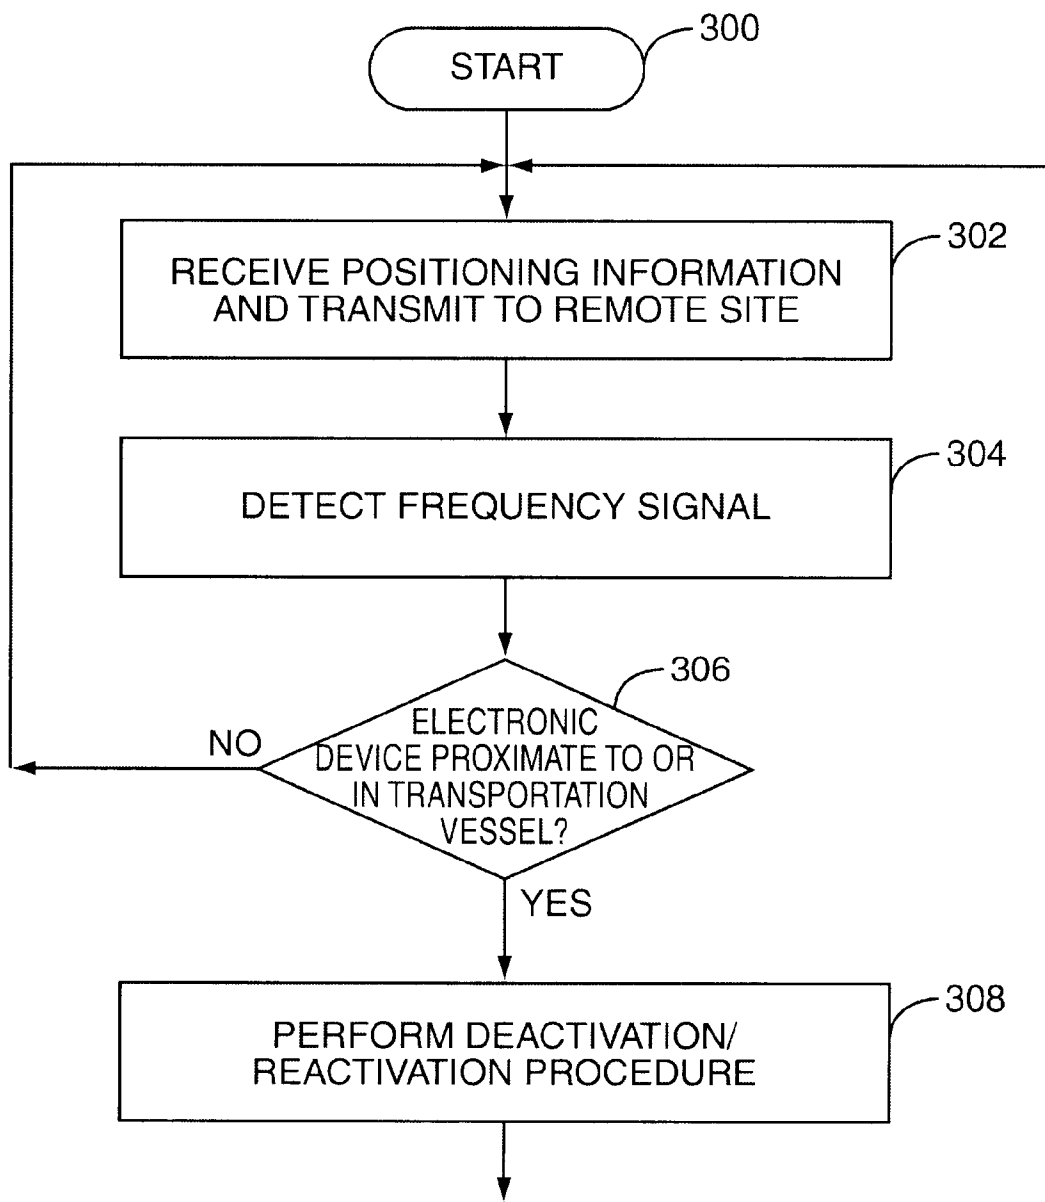 START
300
RECEIVE POSITIONING INFORMATION
AND TRANSMIT TO REMOTE SITE
302
DETECT FREQUENCY SIGNAL
304
ELECTRONIC
DEVICE PROXIMATE TO OR
IN TRANSPORTATION
VESSEL?
306
NO
YES
PERFORM DEACTIVATION/
REACTIVATION PROCEDURE
308